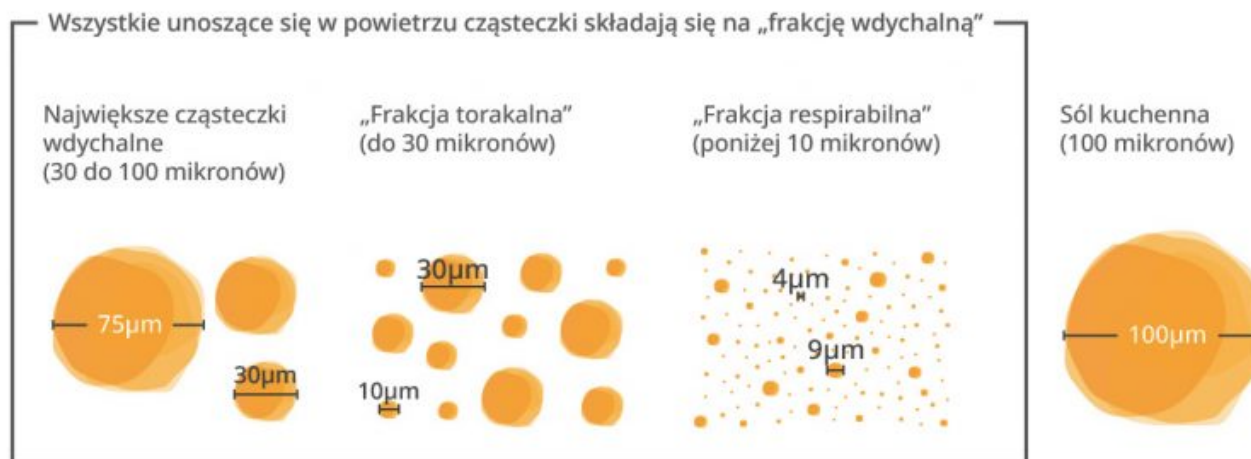 Wszystkie unoszące się w powietrzu cząsteczki składają się na „frakcję wdychalną”
Największe cząsteczki
wdychalne
(30 do 100 mikronów)
„Frakcja torakalna”
(do 30 mikronów)
„Frakcja respirabilna”
(poniżej 10 mikronów)
Sól kuchenna
(100 mikronów)
75μm
30μm
30μm
10μm
4μm
9μm
100μm